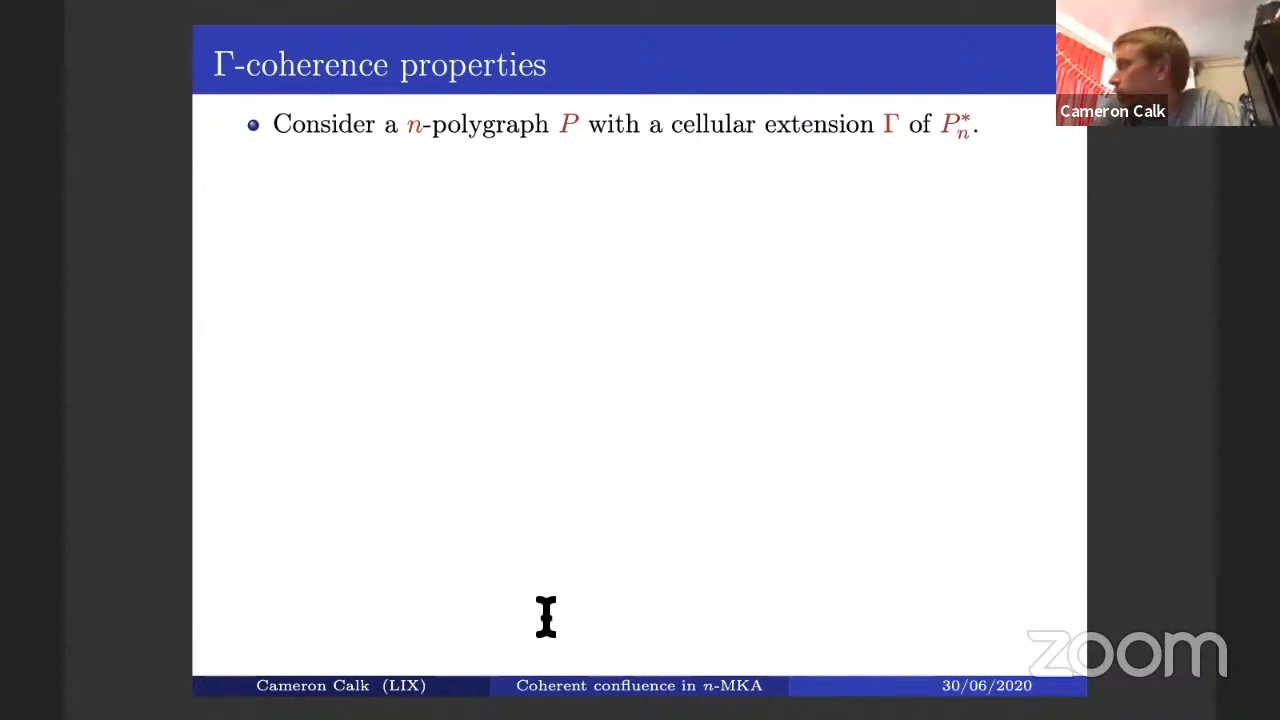 Γ-coherence properties
Cameron Calk
Consider a n-polygraph P with a cellular extension Γ of P*n.
zoom
Cameron Calk (LIX) Coherent confluence in n-MKA 30/06/2020